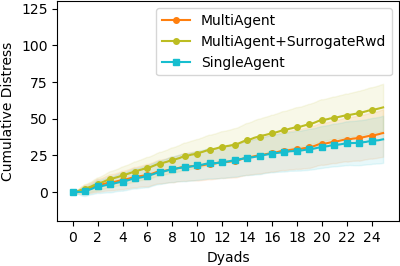 125
100
75
50
25
0
Cumulative Distress
MultiAgent
MultiAgent+SurrogateRwd
SingleAgent
0 2 4 6 8 10 12 14 16 18 20 22 24
Dyads